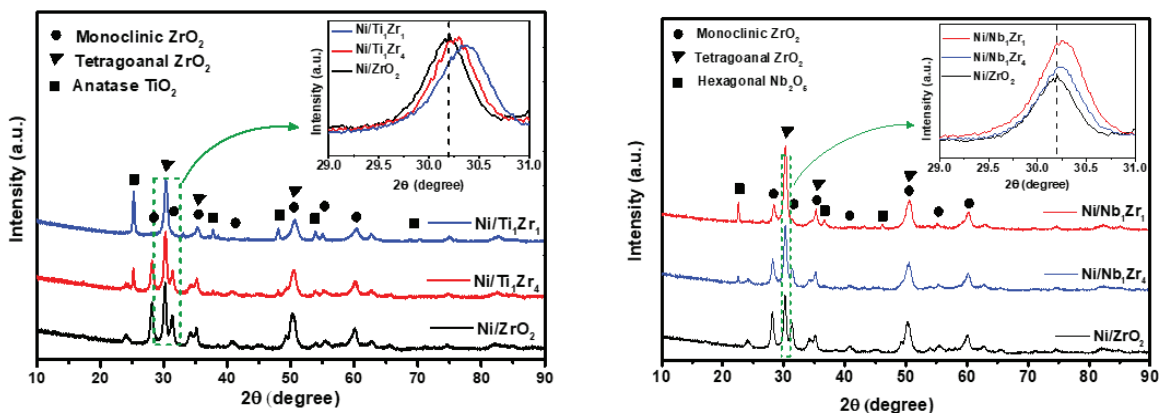 Monoclinic ZrO2
Tetragoanal ZrO2
Anatase TiO2
Ni/Ti1Zr1
Ni/Ti1Zr4
Ni/ZrO2
Intensity (a.u.)
29.0 29.5 30.0 30.5 31.0
2θ (degree)
Ni/Ti1Zr1
Ni/Ti1Zr4
Ni/ZrO2
Intensity (a.u.)
10 20 30 40 50 60 70 80 90
2θ (degree)
Monoclinic ZrO2
Tetragoanal ZrO2
Hexagonal Nb2O5
Ni/Nb1Zr1
Ni/Nb1Zr4
Ni/ZrO2
Intensity (a.u.)
29.0 29.5 30.0 30.5 31.0
2θ (degree)
Ni/Nb1Zr1
Ni/Nb1Zr4
Ni/ZrO2
Intensity (a.u.)
10 20 30 40 50 60 70 80 90
2θ (degree)